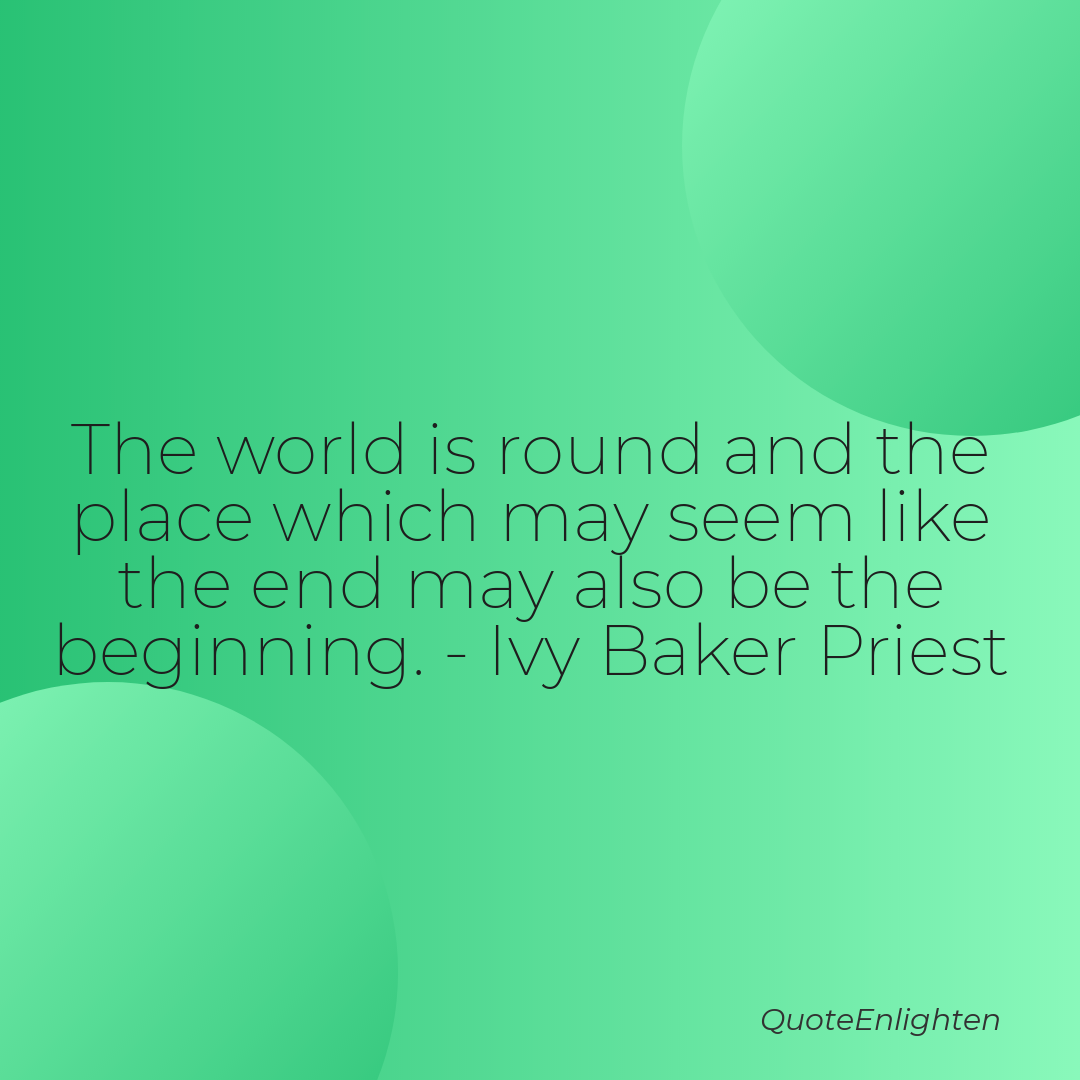 The world is round and the
place which may seem like
the end may also be the
beginning. - Ivy Baker Priest
QuoteEnlighten